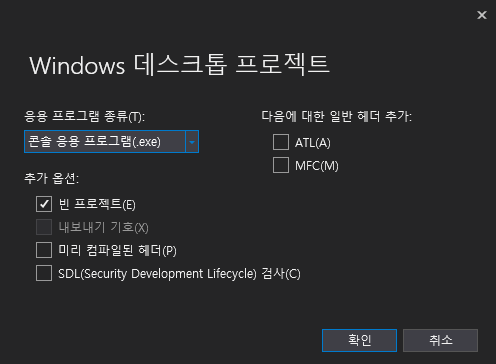 Windows 데스크톱 프로젝트
응용 프로그램 종류(T):
콘솔 응용 프로그램(.exe)
추가 옵션:
빈 프로젝트(E)
내보내기 기호(X)
미리 컴파일된 헤더(P)
SDL(Security Development Lifecycle) 검사(C)
다음에 대한 일반 헤더 추가:
ATL(A)
MFC(M)
확인
취소